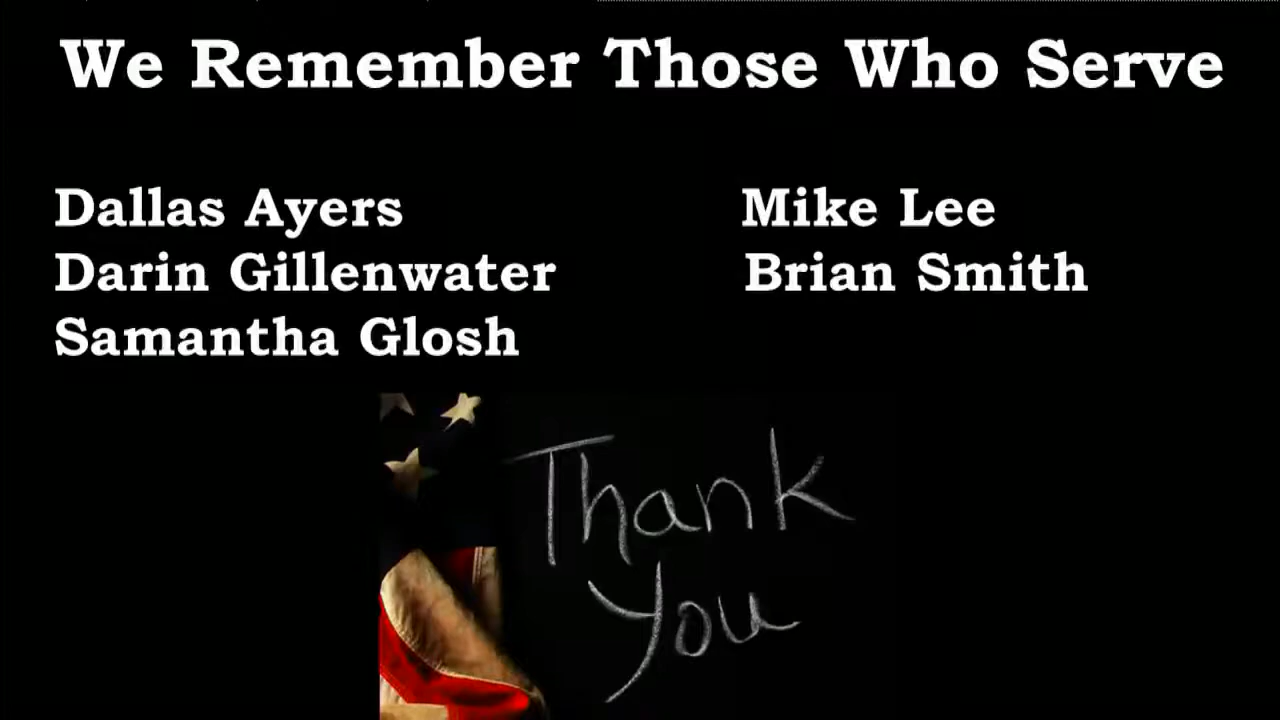 We Remember Those Who Serve
Dallas Ayers
Darin Gillenwater
Samantha Glosh
Mike Lee
Brian Smith
Thank
You